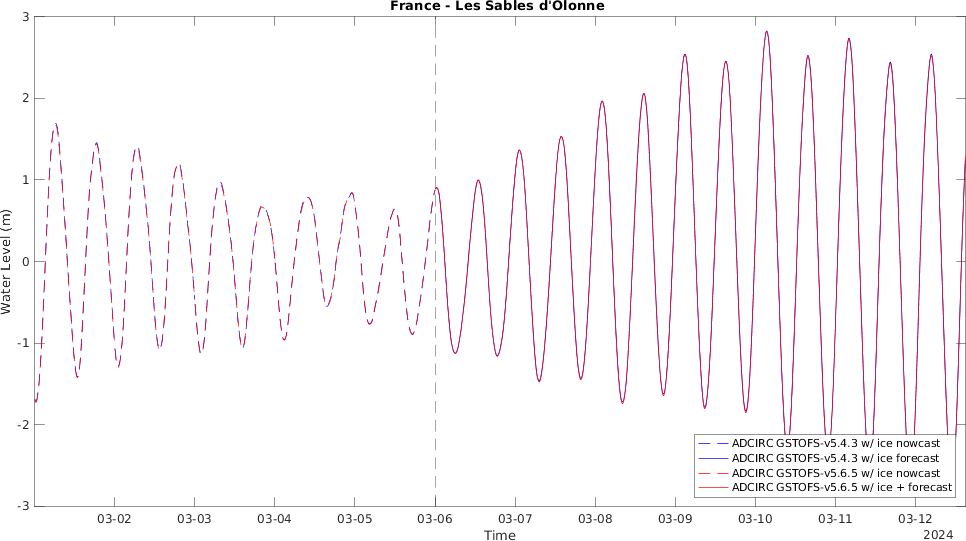 France - Les Sables d'Olonne
3
2
1
0
-1
-2
-3
Water Level (m)
ADCIRC GSTOFS-v5.4.3 w/ ice nowcast
ADCIRC GSTOFS-v5.4.3 w/ ice forecast
ADCIRC GSTOFS-v5.6.5 w/ ice nowcast
ADCIRC GSTOFS-v5.6.5 w/ ice + forecast
03-02 03-03 03-04 03-05 03-06 03-07 03-08 03-09 03-10 03-11 03-12
Time
2024